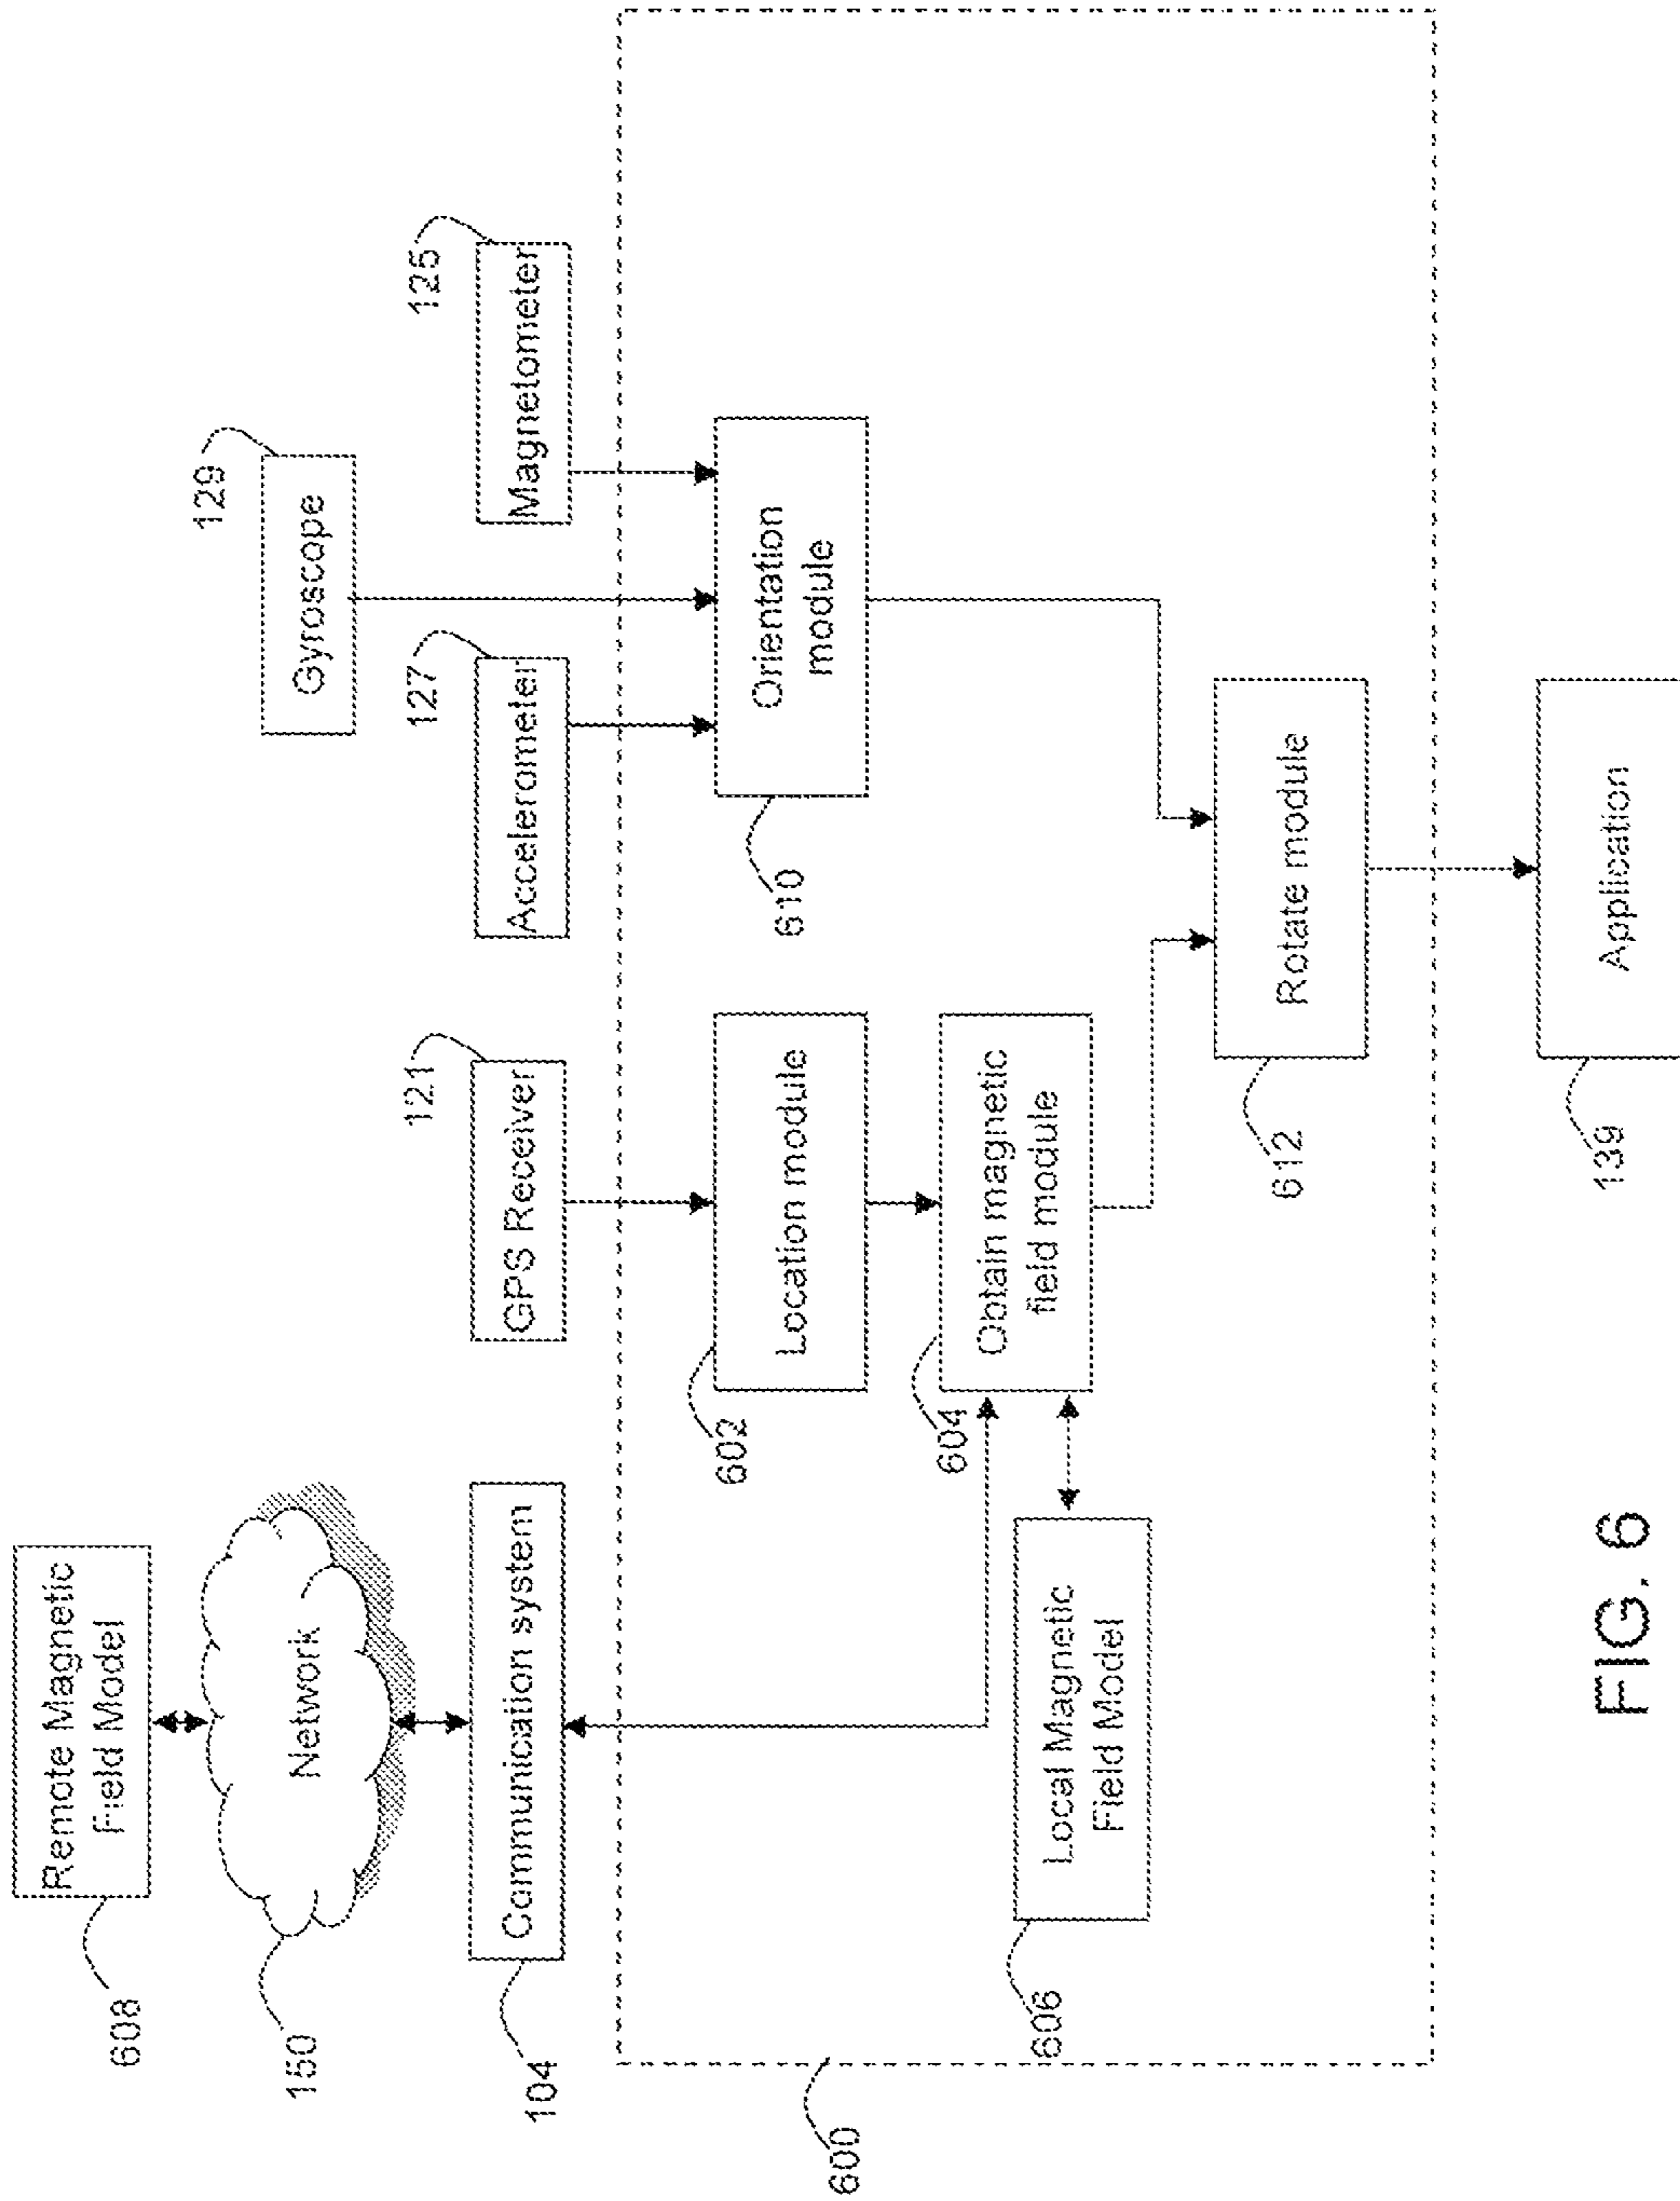 Remote Magnetic
Field Model
608
Network
150
Communication system
104
GPS Receiver
121
Accelerometer
127
Gyroscope
129
Magnetometer
125
600
Location module
602
Orientation
module
610
Obtain magnetic
field module
604
Local Magnetic
Field Model
606
Rotate module
612
Application
139
FIG. 6